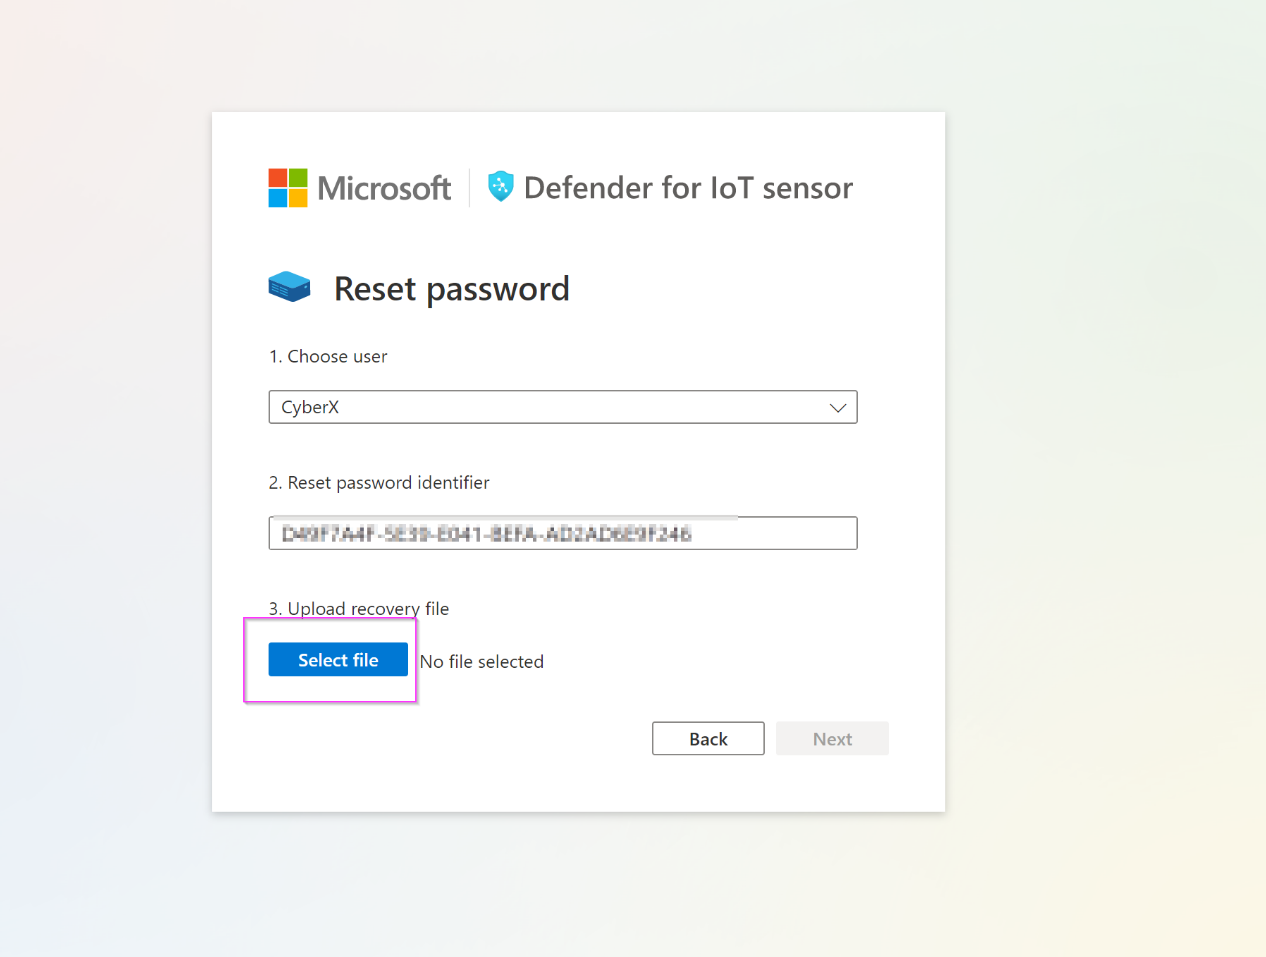 Microsoft Defender for IoT sensor
Reset password
1. Choose user
CyberX
2. Reset password identifier
3. Upload recovery file
Select file No file selected
Back Next